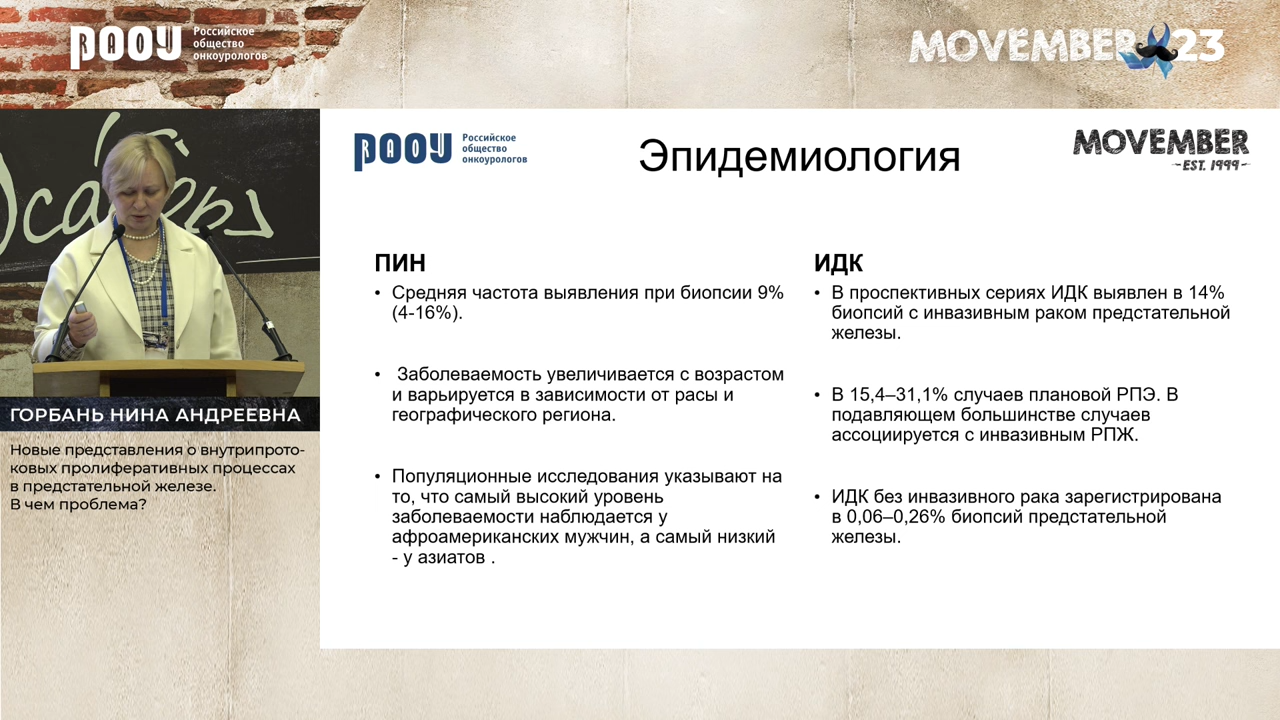 РООУ
Российское
общество
онкоурологов
MOVEMBER 23
РООУ
Российское
общество
онкоурологов
Эпидемиология
MOVEMBER
EST. 1999
ПИН
• Средняя частота выявления при биопсии 9%
(4-16%).
• Заболеваемость увеличивается с возрастом
и варьируется в зависимости от расы и
географического региона.
• Популяционные исследования указывают на
то, что самый высокий уровень
заболеваемости наблюдается у
афроамериканских мужчин, а самый низкий
- у азиатов .
ИДК
• В проспективных сериях ИДК выявлен в 14%
биопсий с инвазивным раком предстательной
железы.
• В 15,4–31,1% случаев плановой РПЭ. В
подавляющем большинстве случаев
ассоциируется с инвазивным РПЖ.
• ИДК без инвазивного рака зарегистрирована
в 0,06–0,26% биопсий предстательной
железы.
ГОРБАНЬ НИНА АНДРЕЕВНА
Новые представления о внутрипрото-
ковых пролиферативных процессах
в предстательной железе.
В чем проблема?